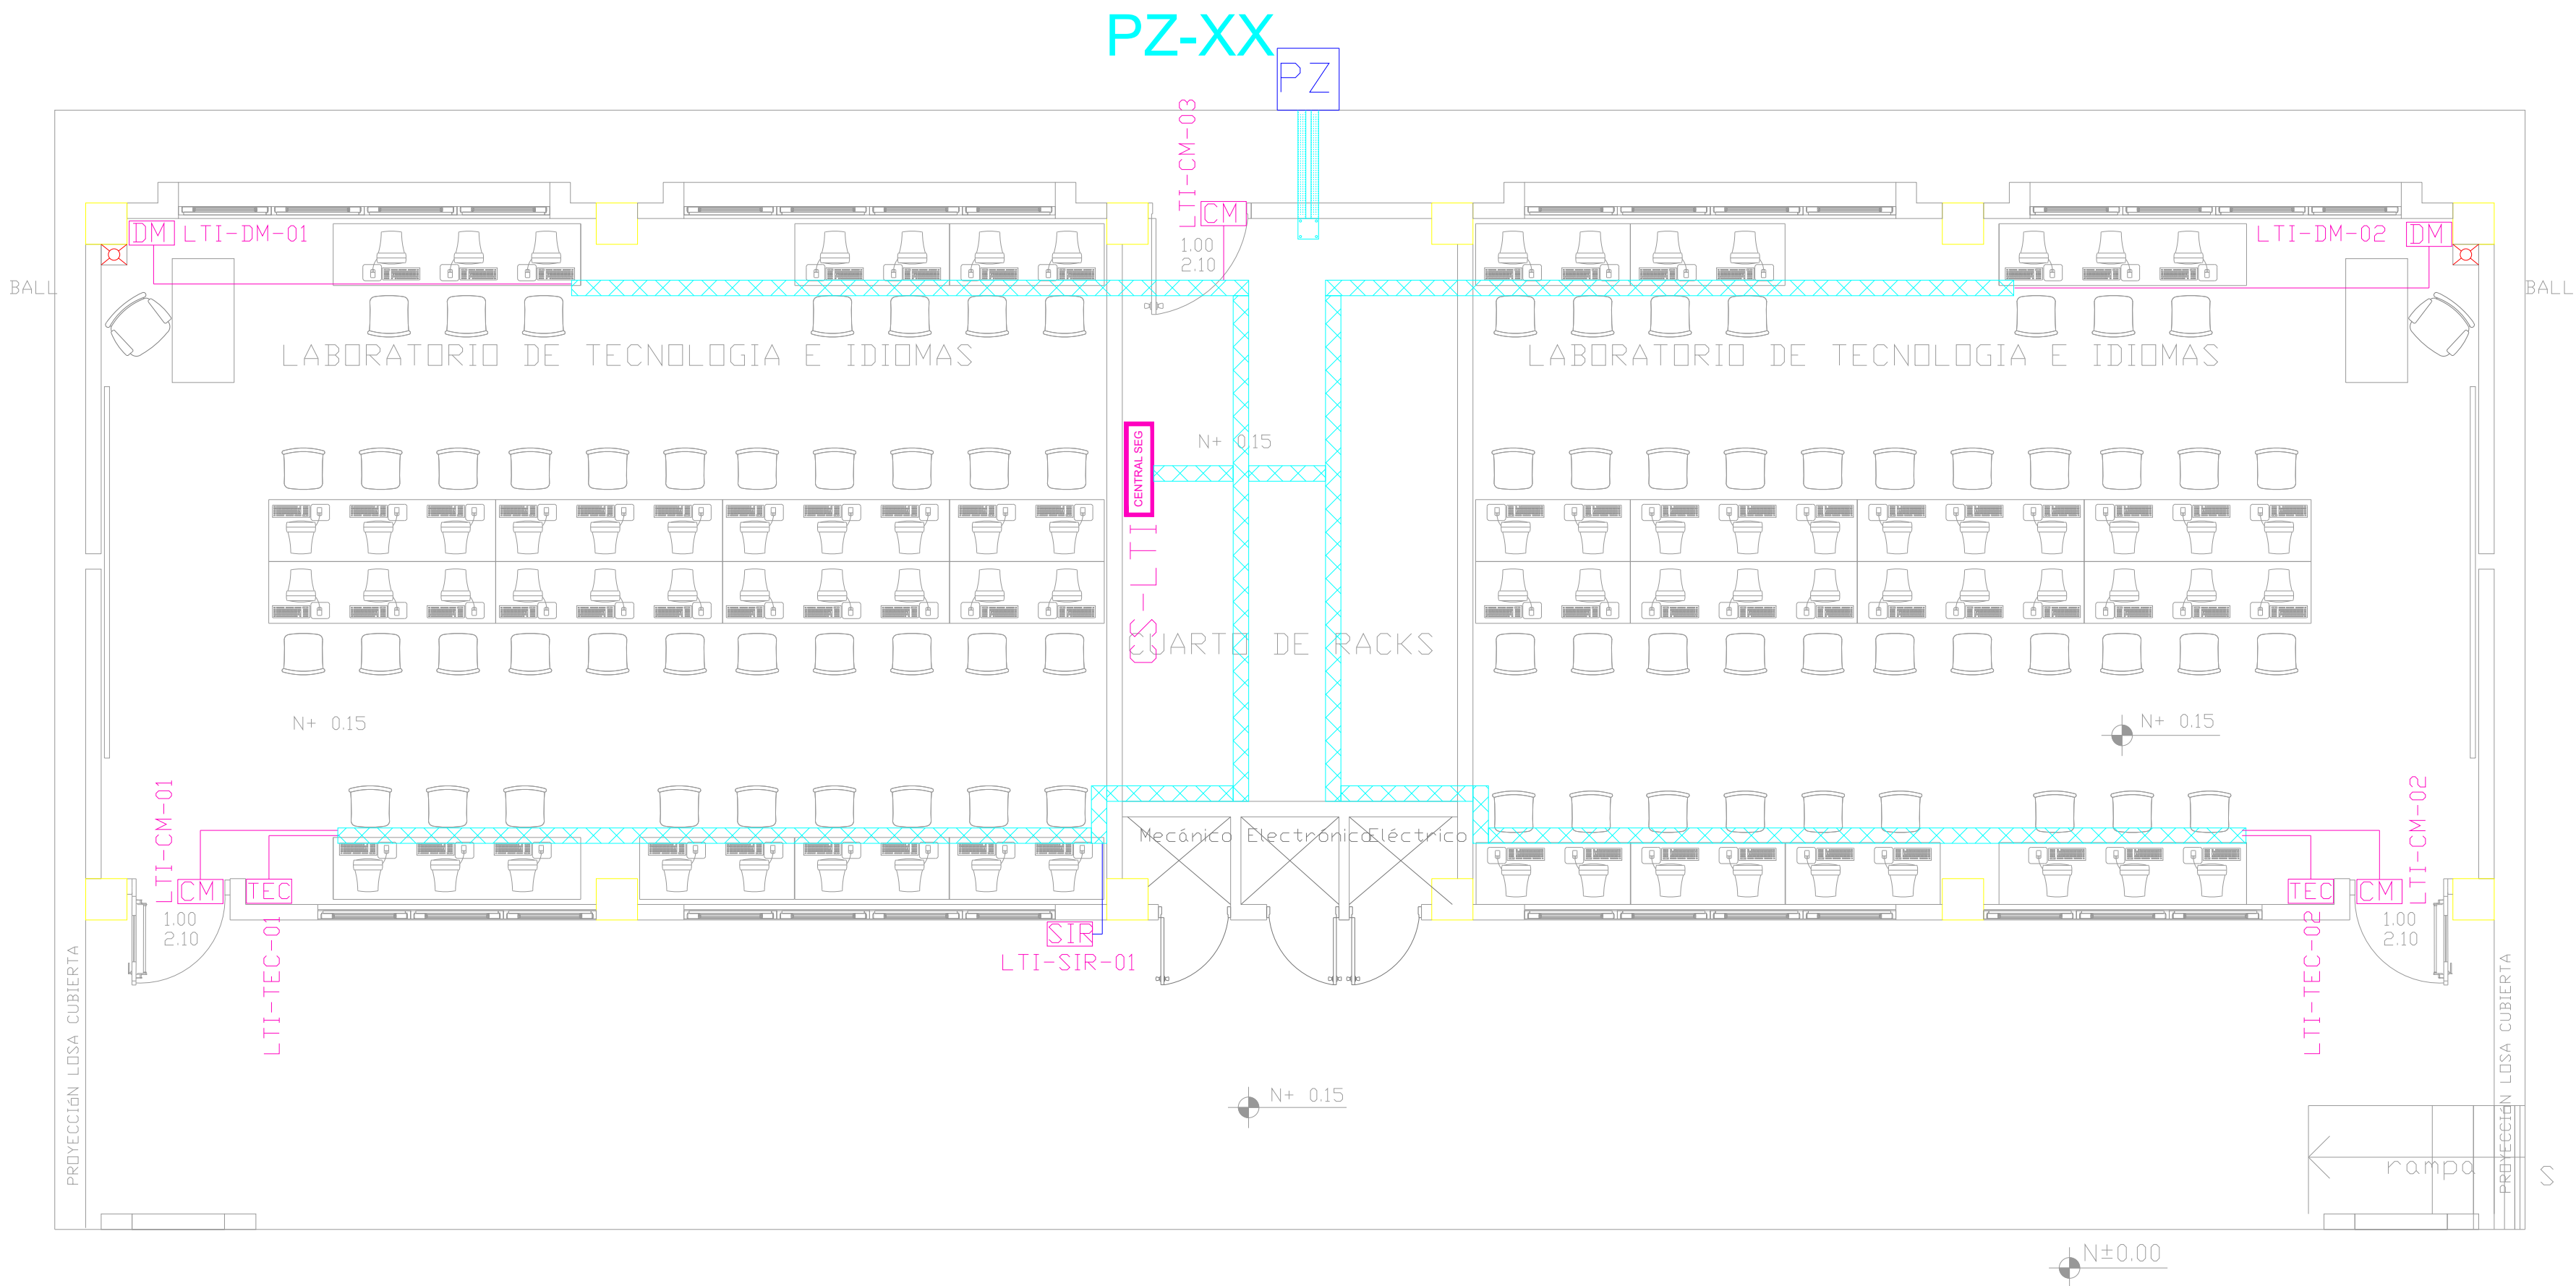 PZ-XX
PZ
LTI-CM-03
CM
1.00
2.10
DM
LTI-DM-01
LTI-DM-02
DM
BALL
BALL
LABORATORIO DE TECNOLOGIA E IDIOMAS
LABORATORIO DE TECNOLOGIA E IDIOMAS
N+ 0.15
CENTRAL SEG
CS-LTI
CUARTO DE RACKS
N+ 0.15
N+ 0.15
LTI-CM-01
LTI-CM-02
Mecánico
Electrónico
Eléctrico
CM
TEC
TEC
CM
1.00
2.10
1.00
2.10
SIR
LTI-SIR-01
LTI-TEC-01
LTI-TEC-02
PROYECCIóN LOSA CUBIERTA
PROYECCIóN LOSA CUBIERTA
N+ 0.15
rampa
S
N±0.00